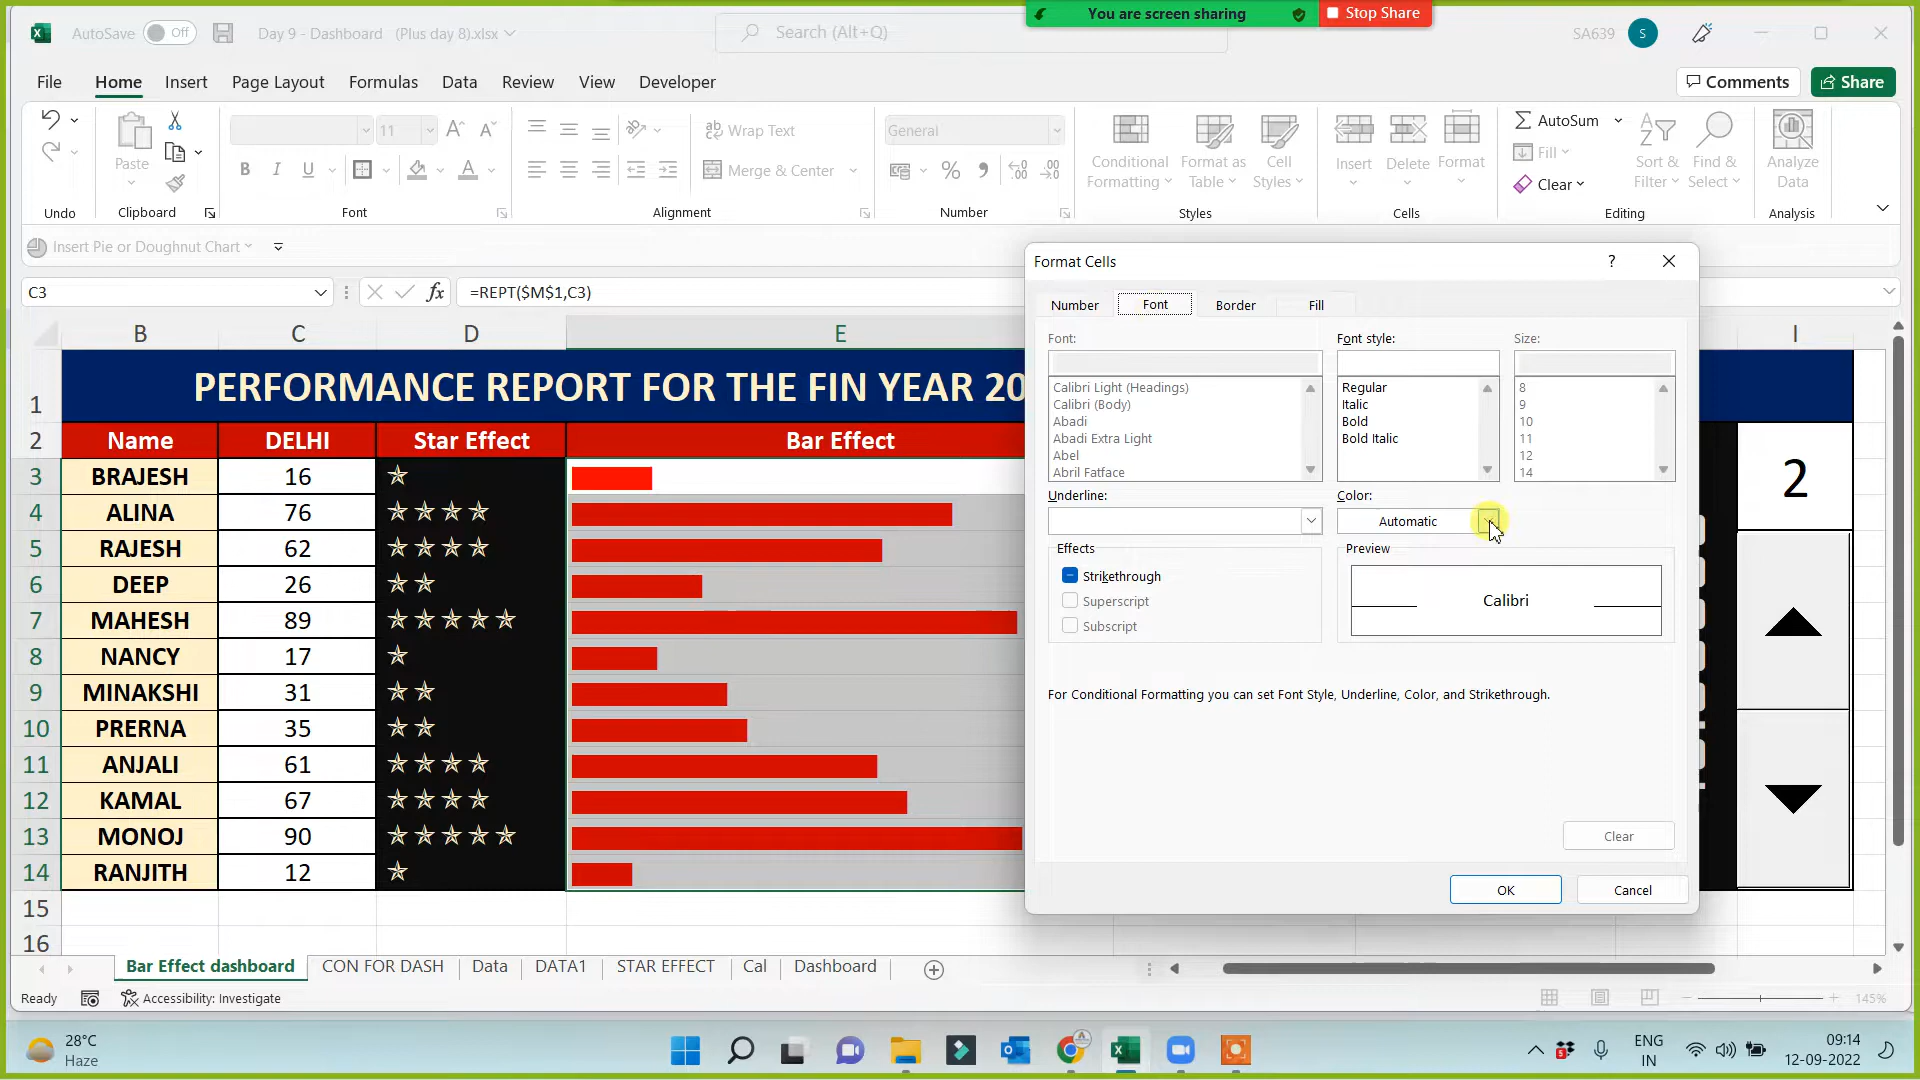 You are screen sharing
Stop Share
AutoSave Off Day 9 - Dashboard (Plus day 8).xlsx
Search (Alt+Q)
SA639 S
File Home Insert Page Layout Formulas Data Review View Developer
Comments Share
Paste
11
Wrap Text
General
Conditional Formatting
Format as Table
Cell Styles
Insert Delete Format
AutoSum
Fill
Clear
Sort & Filter
Find & Select
Analyze Data
B I U A
Merge & Center
Undo Clipboard Font Alignment Number Styles Cells Editing Analysis
Insert Pie or Doughnut Chart
C3 fx =REPT($M$1,C3)
B C D E I
1 PERFORMANCE REPORT FOR THE FIN YEAR 20
2 Name DELHI Star Effect Bar Effect
3 BRAJESH 16
4 ALINA 76
5 RAJESH 62
6 DEEP 26
7 MAHESH 89
8 NANCY 17
9 MINAKSHI 31
10 PRERNA 35
11 ANJALI 61
12 KAMAL 67
13 MONOJ 90
14 RANJITH 12
15
16
2
Format Cells ?
Number Font Border Fill
Font: Font style: Size:
Calibri Light (Headings) Regular 8
Calibri (Body) Italic 9
Abadi Bold 10
Abadi Extra Light Bold Italic 11
Abel 12
Abril Fatface 14
Underline: Color:
Automatic
Effects Preview
Strikethrough
Superscript
Subscript
Calibri
For Conditional Formatting you can set Font Style, Underline, Color, and Strikethrough.
Clear
OK Cancel
Bar Effect dashboard CON FOR DASH Data DATA1 STAR EFFECT Cal Dashboard
Ready Accessibility: Investigate
145%
28°C
Haze
ENG
IN
09:14
12-09-2022